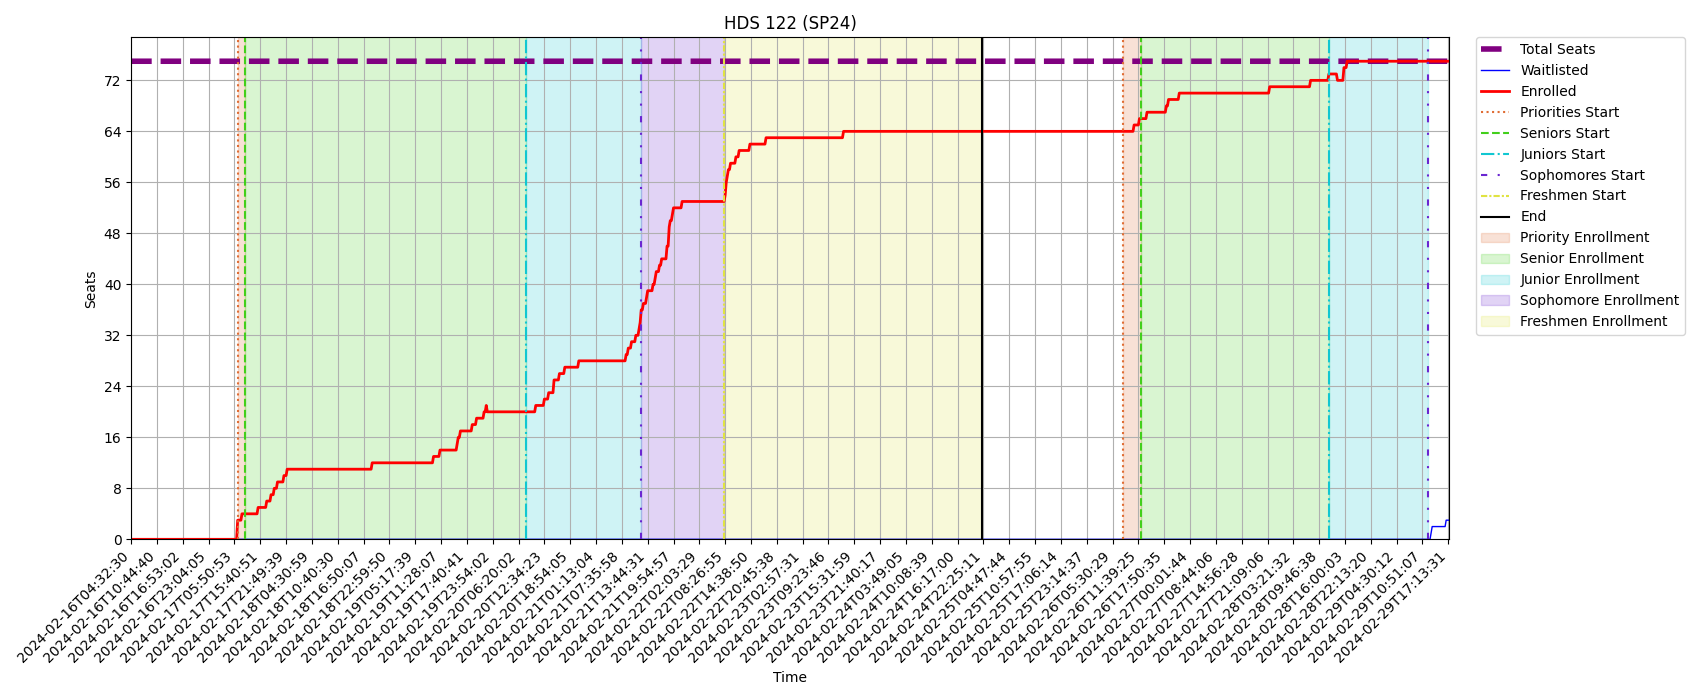 HDS 122 (SP24)
Seats
72
64
56
48
40
32
24
16
8
0
2024-02-16T04:32:30
2024-02-16T10:44:40
2024-02-16T16:53:02
2024-02-16T23:04:05
2024-02-17T05:50:53
2024-02-17T15:40:51
2024-02-17T21:49:39
2024-02-18T04:30:59
2024-02-18T10:40:30
2024-02-18T16:50:07
2024-02-18T22:59:50
2024-02-19T05:17:39
2024-02-19T11:28:07
2024-02-19T17:40:41
2024-02-19T23:54:02
2024-02-20T06:20:02
2024-02-20T12:34:23
2024-02-20T18:54:05
2024-02-21T01:13:04
2024-02-21T07:35:58
2024-02-21T13:44:31
2024-02-21T19:54:57
2024-02-22T02:03:29
2024-02-22T08:26:55
2024-02-22T14:38:50
2024-02-22T20:45:38
2024-02-23T02:57:31
2024-02-23T09:23:46
2024-02-23T15:31:59
2024-02-23T21:40:17
2024-02-24T03:49:05
2024-02-24T10:08:39
2024-02-24T16:17:00
2024-02-24T22:25:11
2024-02-25T04:47:44
2024-02-25T10:57:55
2024-02-25T17:06:14
2024-02-25T23:14:37
2024-02-26T05:30:29
2024-02-26T11:39:25
2024-02-26T17:50:35
2024-02-27T00:01:44
2024-02-27T08:44:06
2024-02-27T14:56:28
2024-02-27T21:09:06
2024-02-28T03:21:32
2024-02-28T09:46:38
2024-02-28T16:00:03
2024-02-28T22:13:20
2024-02-29T04:30:12
2024-02-29T10:51:07
2024-02-29T17:13:31
Time
Total Seats
Waitlisted
Enrolled
Priorities Start
Seniors Start
Juniors Start
Sophomores Start
Freshmen Start
End
Priority Enrollment
Senior Enrollment
Junior Enrollment
Sophomore Enrollment
Freshmen Enrollment